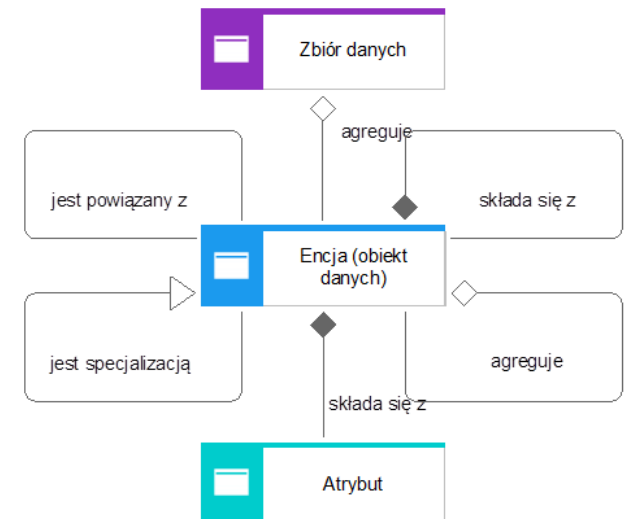 Zbiór danych
agreguje
jest powiązany z
składa się z
Encja (obiekt
danych)
jest specjalizacją
agreguje
składa się z
Atrybut